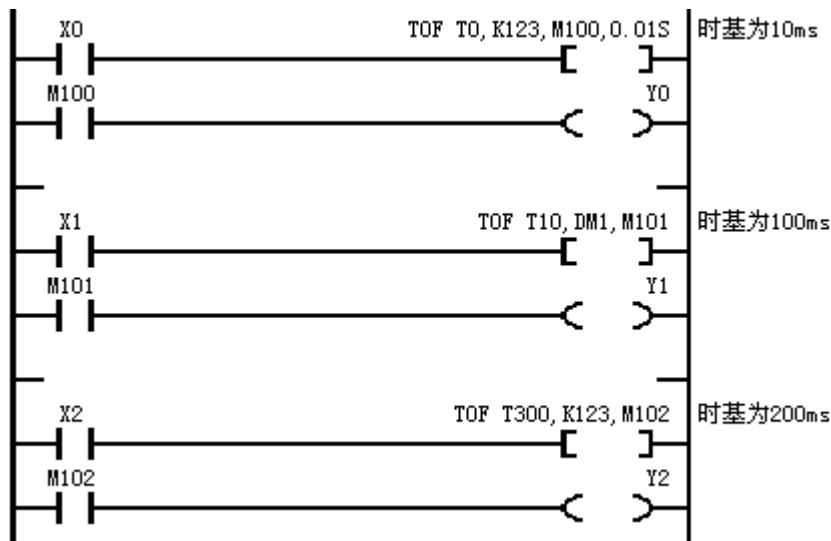 X0 TOF T0,K123,M100,0.01S 时基为10ms
M100 Y0
X1 TOF T10,DM1,M101 时基为100ms
M101 Y1
X2 TOF T300,K123,M102 时基为200ms
M102 Y2